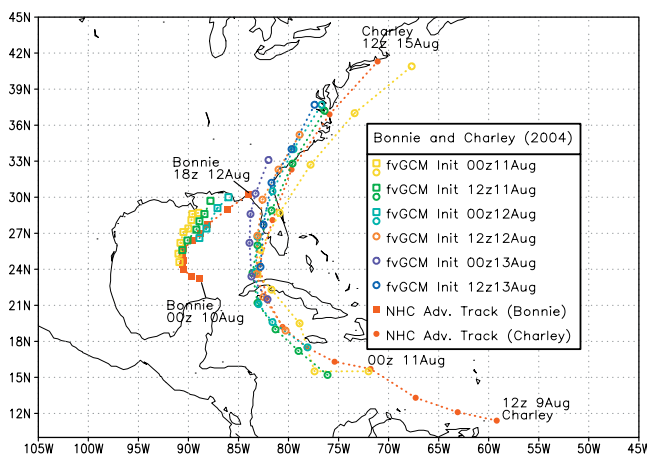 45N
42N
39N
36N
33N
30N
27N
24N
21N
18N
15N
12N
Charley
12z 15Aug
Bonnie
18z 12Aug
Bonnie
00z 10Aug
Bonnie and Charley (2004)
fvGCM Init 00z11Aug
fvGCM Init 12z11Aug
fvGCM Init 00z12Aug
fvGCM Init 12z12Aug
fvGCM Init 00z13Aug
fvGCM Init 12z13Aug
NHC Adv. Track (Bonnie)
NHC Adv. Track (Charley)
00z 11Aug
12z 9Aug
Charley
105W 100W 95W 90W 85W 80W 75W 70W 65W 60W 55W 50W 45W